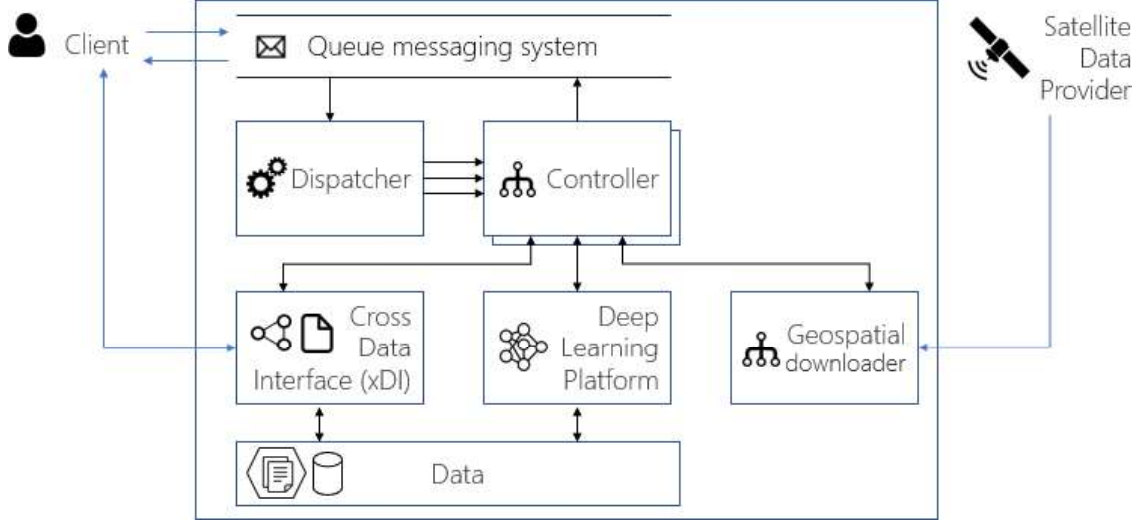 Client
Queue messaging system
Satellite
Data
Provider
Dispatcher
Controller
Cross
Data
Interface (xDI)
Deep
Learning
Platform
Geospatial
downloader
Data